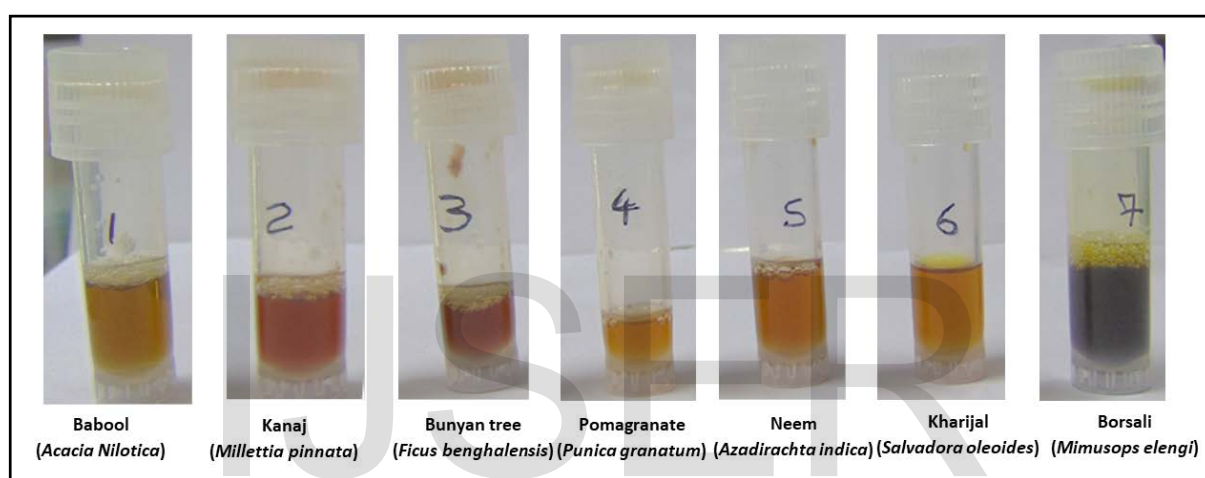 1
2
3
4
5
6
7
IJSER
Babool
(Acacia Nilotica)
Kanaj
(Millettia pinnata)
Bunyan tree
(Ficus benghalensis)
Pomagranate
(Punica granatum)
Neem
(Azadirachta indica)
Kharijal
(Salvadora oleoides)
Borsali
(Mimusops elengi)